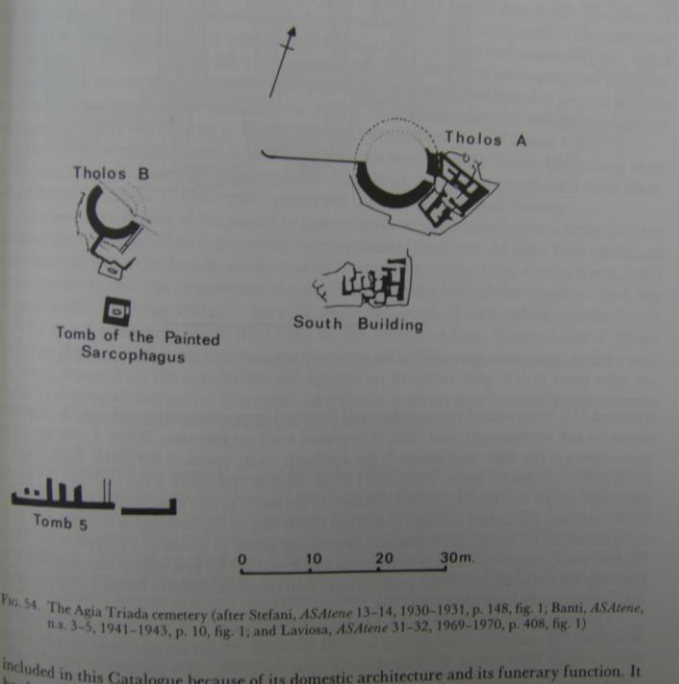 Tholos A
Tholos B
South Building
Tomb of the Painted
Sarcophagus
Tomb 5
0 10 20 30m.
FIG. 54. The Agia Triada cemetery (after Stefani, ASAtene 13–14, 1930–1931, p. 148, fig. 1; Banti, ASAtene,
n.s. 3–5, 1941–1943, p. 10, fig. 1; and Laviosa, ASAtene 31–32, 1969–1970, p. 408, fig. 1)
included in this Catalogue because of its domestic architecture and its funerary function. It